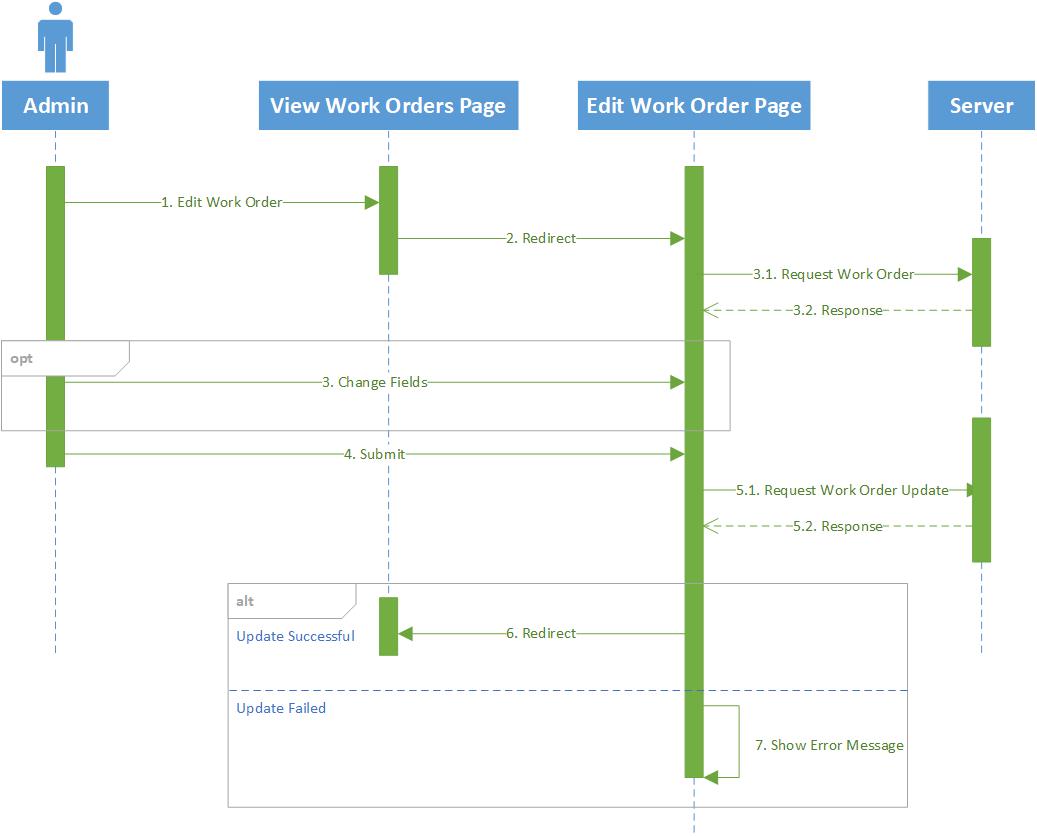 Admin
View Work Orders Page
Edit Work Order Page
Server
1. Edit Work Order
2. Redirect
3.1. Request Work Order
3.2. Response
opt
3. Change Fields
4. Submit
5.1. Request Work Order Update
5.2. Response
alt
Update Successful
6. Redirect
Update Failed
7. Show Error Message